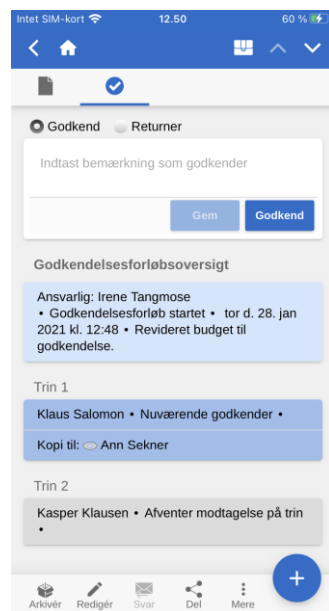 Intet SIM-kort 12.50 60 %
Godkend Returner
Indtast bemærkning som godkender
Gem Godkend
Godkendelsesforløbsoversigt
Ansvarlig: Irene Tangmose
• Godkendelsesforløb startet • tor d. 28. jan
2021 kl. 12:48 • Revideret budget til
godkendelse.
Trin 1
Klaus Salomon • Nuværende godkender •
Kopi til: Ann Sekner
Trin 2
Kasper Klausen • Afventer modtagelse på trin
•
Arkivér Redigér Svar Del Mere